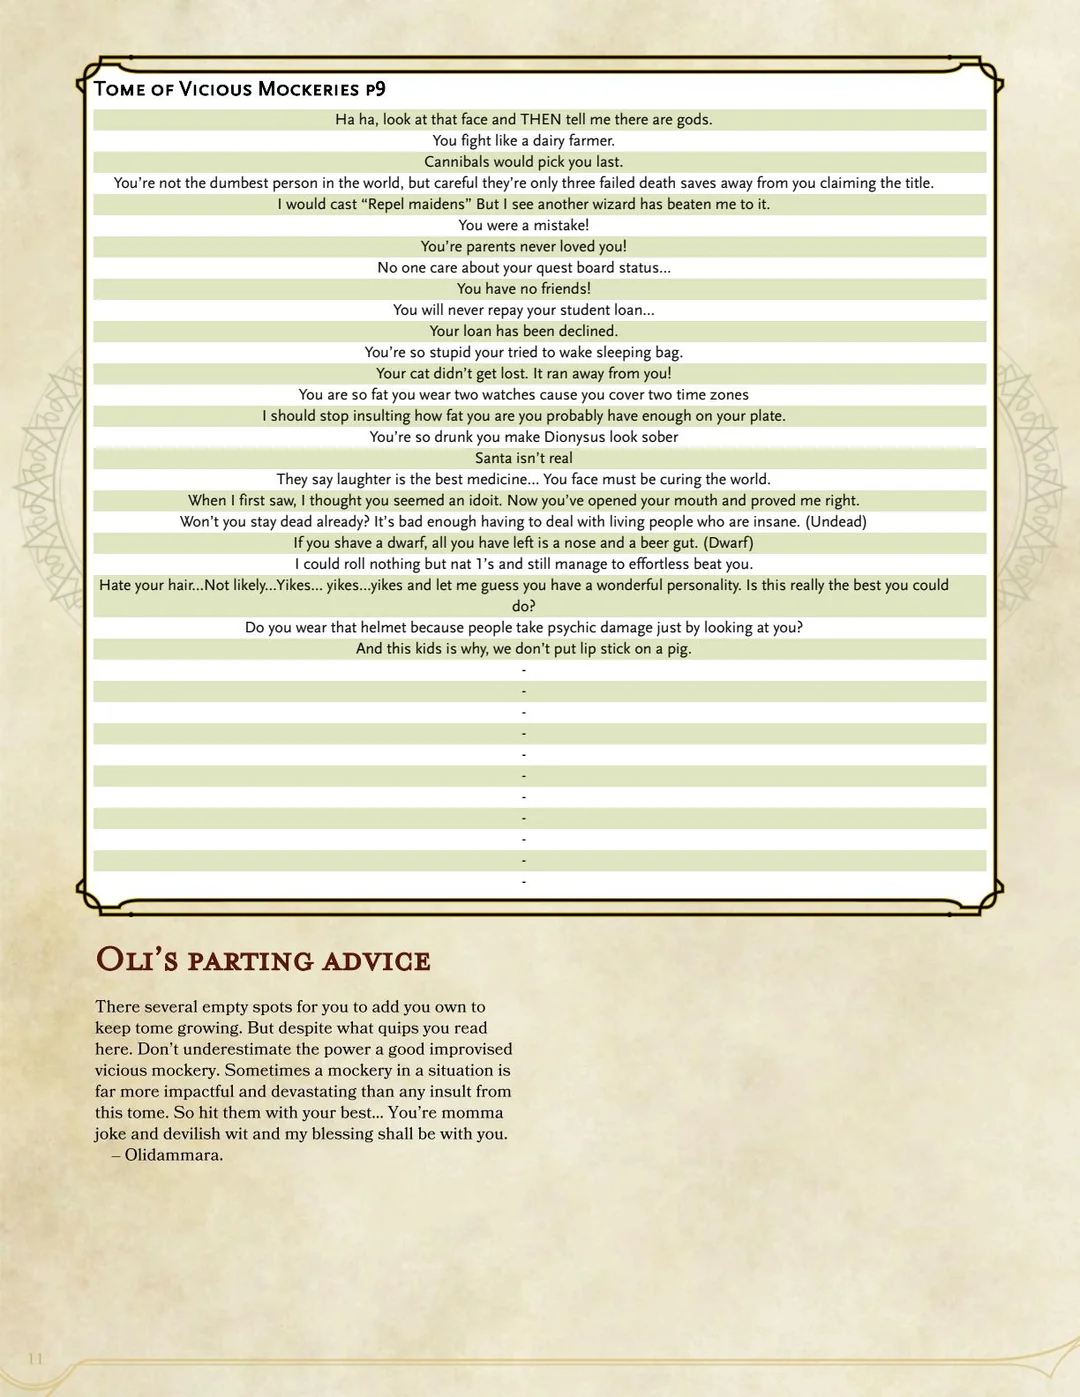 Tome of Vicious Mockeries p9
Ha ha, look at that face and THEN tell me there are gods.
You fight like a dairy farmer.
Cannibals would pick you last.
You're not the dumbest person in the world, but careful they're only three failed death saves away from you claiming the title.
I would cast “Repel maidens” But I see another wizard has beaten me to it.
You were a mistake!
You're parents never loved you!
No one care about your quest board status...
You have no friends!
You will never repay your student loan...
Your loan has been declined.
You're so stupid your tried to wake sleeping bag.
Your cat didn't get lost. It ran away from you!
You are so fat you wear two watches cause you cover two time zones
I should stop insulting how fat you are you probably have enough on your plate.
You're so drunk you make Dionysus look sober
Santa isn't real
They say laughter is the best medicine... You face must be curing the world.
When I first saw, I thought you seemed an idoit. Now you've opened your mouth and proved me right.
Won't you stay dead already? It's bad enough having to deal with living people who are insane. (Undead)
If you shave a dwarf, all you have left is a nose and a beer gut. (Dwarf)
I could roll nothing but nat 1's and still manage to effortless beat you.
Hate your hair...Not likely...Yikes... yikes...yikes and let me guess you have a wonderful personality. Is this really the best you could
do?
Do you wear that helmet because people take psychic damage just by looking at you?
And this kids is why, we don't put lip stick on a pig.
-
-
-
-
-
-
-
-
-
-
-
Oli's parting advice
There several empty spots for you to add you own to
keep tome growing. But despite what quips you read
here. Don't underestimate the power a good improvised
vicious mockery. Sometimes a mockery in a situation is
far more impactful and devastating than any insult from
this tome. So hit them with your best... You're momma
joke and devilish wit and my blessing shall be with you.
– Olidammara.
11